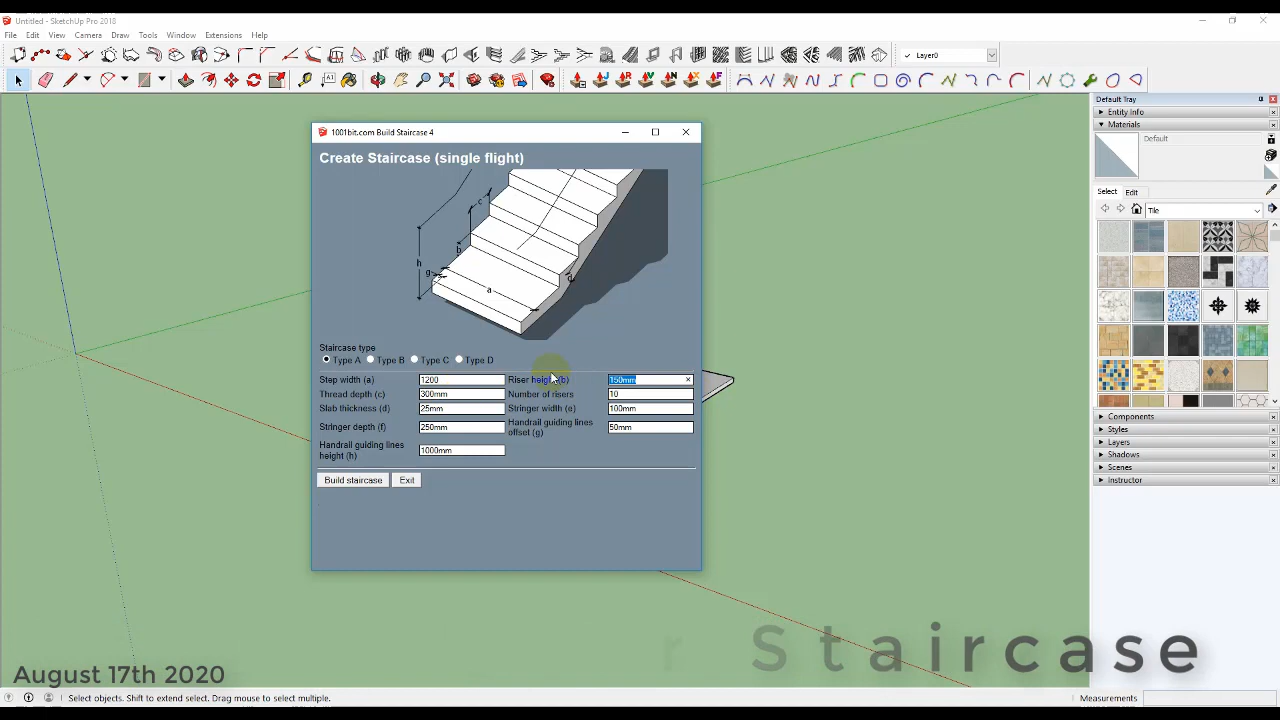 Untitled - SketchUp Pro 2018
File Edit View Camera Draw Tools Window Extensions Help
Layer0
Default Tray
Entity Info
Materials
Default
Select Edit
Tile
Components
Styles
Layers
Shadows
Scenes
Instructor
1001bit.com Build Staircase 4
Create Staircase (single flight)
c
b
h
g
d
a
Staircase type
Type A Type B Type C Type D
Step width (a) 1200 Riser height (b) 150mm
Thread depth (c) 300mm Number of risers 10
Slab thickness (d) 25mm Stringer width (e) 100mm
Stringer depth (f) 250mm Handrail guiding lines offset (g) 50mm
Handrail guiding lines height (h) 1000mm
Build staircase Exit
r Staircase
August 17th 2020
Select objects. Shift to extend select. Drag mouse to select multiple.
Measurements